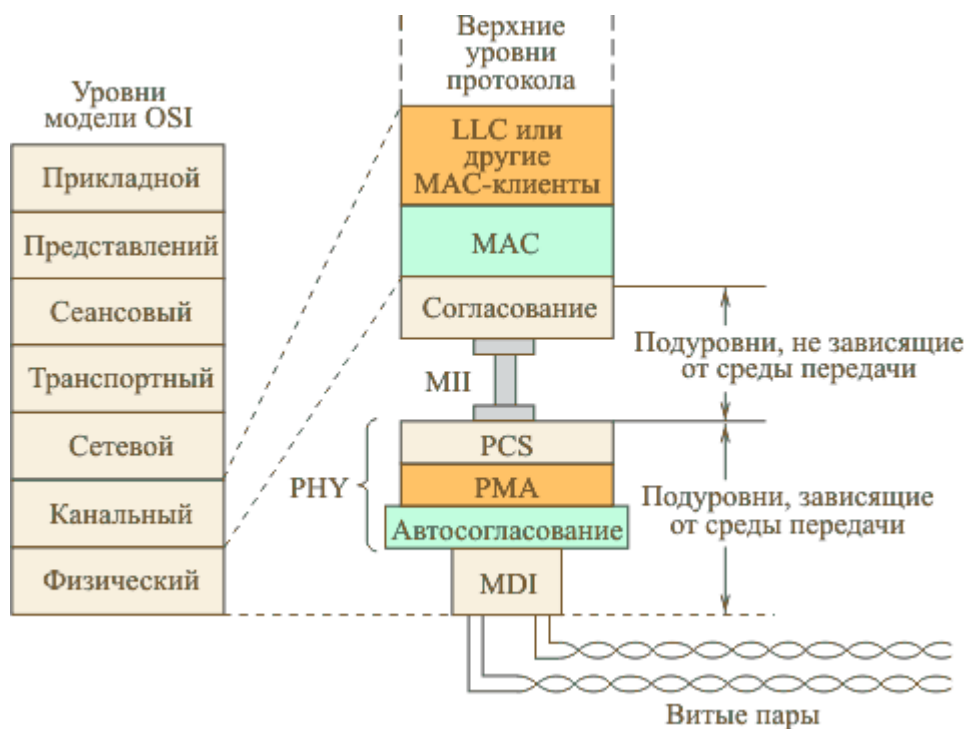 Уровни
модели OSI
Прикладной
Представлений
Сеансовый
Транспортный
Сетевой
Канальный
Физический
Верхние
уровни
протокола
LLC или
другие
MAC-клиенты
MAC
Согласование
MII
PHY
PCS
PMA
Автосогласование
MDI
Подуровни, не зависящие
от среды передачи
Подуровни, зависящие
от среды передачи
Витые пары